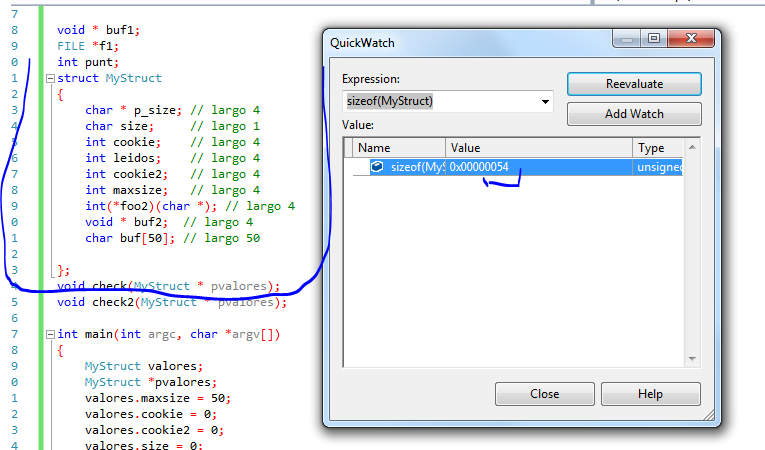 7
8 void * buf1;
9 FILE *f1;
0 int punt;
1 struct MyStruct
2 {
3 char * p_size; // largo 4
4 char size; // largo 1
5 int cookie; // largo 4
6 int leidos; // largo 4
7 int cookie2; // largo 4
8 int maxsize; // largo 4
9 int(*foo2)(char *); // largo 4
0 void * buf2; // largo 4
1 char buf[50]; // largo 50
2
3 };
4 void check(MyStruct * pvalores);
5 void check2(MyStruct * pvalores);
6
7 int main(int argc, char *argv[])
8 {
9 MyStruct valores;
0 MyStruct *pvalores;
1 valores.maxsize = 50;
2 valores.cookie = 0;
3 valores.cookie2 = 0;
4 valores.size = 0;
QuickWatch
Expression:
sizeof(MyStruct)
Reevaluate
Add Watch
Value:
Name Value Type
sizeof(MyS 0x00000054 unsigned
Close Help